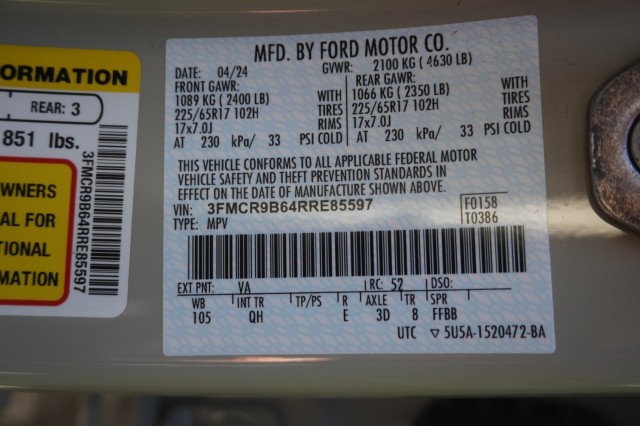 ORMATION
REAR: 3
851 lbs.
WNERS
AL FOR
TIONAL
RMATION
3FMCR9B64RRE85597
MFD. BY FORD MOTOR CO.
DATE: 04/24 GVWR: 2100 KG ( 4630 LB)
FRONT GAWR: REAR GAWR:
1089 KG ( 2400 LB) WITH 1066 KG ( 2350 LB) WITH
225/65R17 102H TIRES 225/65R17 102H TIRES
17x7.0J RIMS 17x7.0J RIMS
AT 230 kPa/ 33 PSI COLD AT 230 kPa/ 33 PSI COLD
THIS VEHICLE CONFORMS TO ALL APPLICABLE FEDERAL MOTOR
VEHICLE SAFETY AND THEFT PREVENTION STANDARDS IN
EFFECT ON THE DATE OF MANUFACTURE SHOWN ABOVE.
VIN: 3FMCR9B64RRE85597 F0158
TYPE: MPV T0386
EXT PNT: VA RC: 52 DSO:
WB INT TR TP/PS R AXLE TR SPR
105 QH E 3D 8 FFBB
UTC ▽ 5U5A-1520472-BA